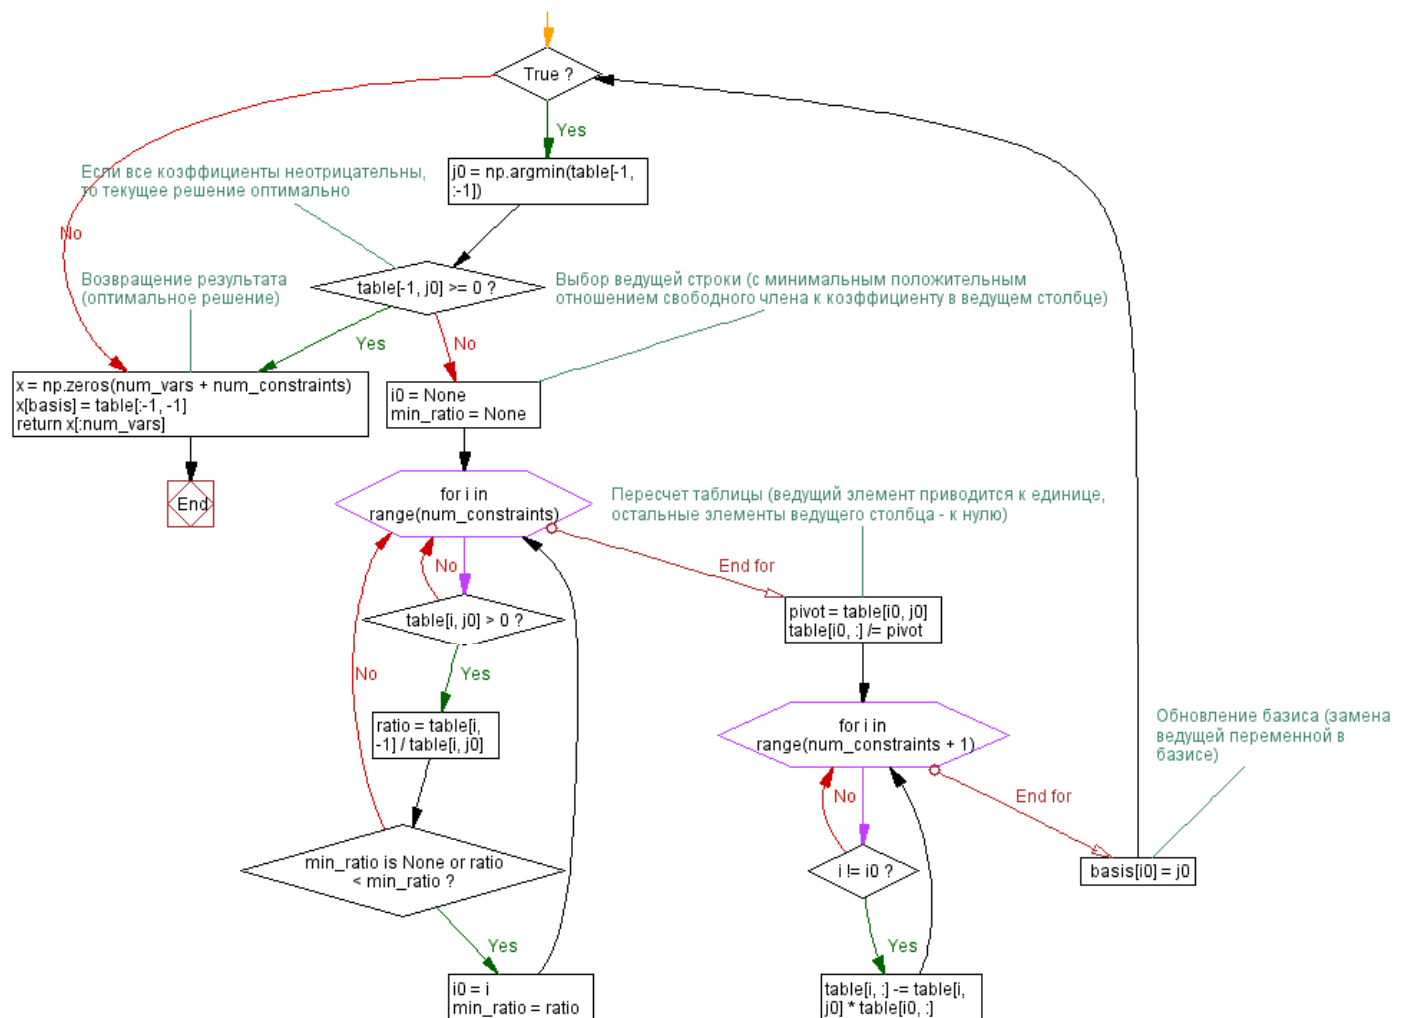 True ?
Yes
Если все коэффициенты неотрицательны,
то текущее решение оптимально
j0 = np.argmin(table[-1,
:-1])
No
Возвращение результата
(оптимальное решение)
table[-1, j0] >= 0 ?
Выбор ведущей строки (с минимальным положительным
отношением свободного члена к коэффициенту в ведущем столбце)
Yes
No
x = np.zeros(num_vars + num_constraints)
x[basis] = table[:-1, -1]
return x[:num_vars]
i0 = None
min_ratio = None
End
for i in
range(num_constraints)
Пересчет таблицы (ведущий элемент приводится к единице,
остальные элементы ведущего столбца - к нулю)
No
End for
table[i, j0] > 0 ?
pivot = table[i0, j0]
table[i0, :] /= pivot
No
Yes
ratio = table[i,
-1] / table[i, j0]
for i in
range(num_constraints + 1)
Обновление базиса (замена
ведущей переменной в
базисе)
No
End for
min_ratio is None or ratio
< min_ratio ?
i != i0 ?
basis[i0] = j0
Yes
Yes
i0 = i
min_ratio = ratio
table[i, :] -= table[i,
j0] * table[i0, :]